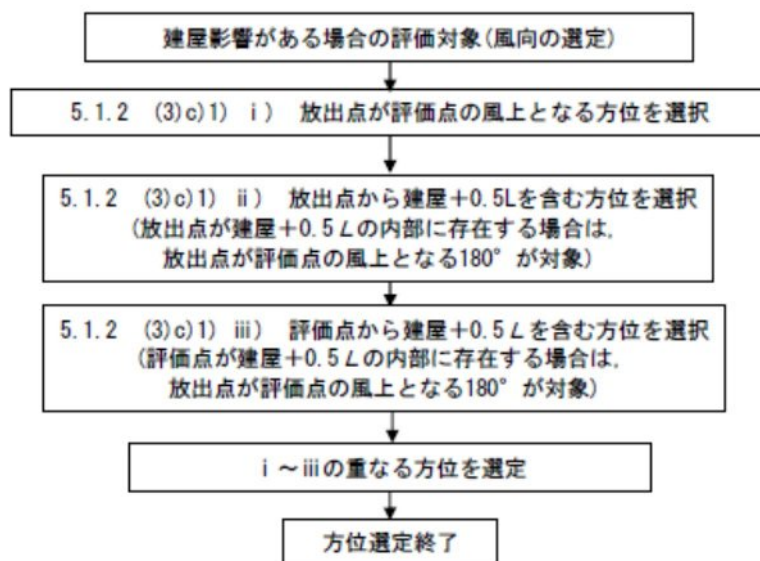 建屋影響がある場合の評価対象(風向の選定)
5.1.2 (3)c)1) ⅰ) 放出点が評価点の風上となる方位を選択
5.1.2 (3)c)1) ⅱ) 放出点から建屋+0.5Lを含む方位を選択
(放出点が建屋+0.5Lの内部に存在する場合は,
放出点が評価点の風上となる180°が対象)
5.1.2 (3)c)1) ⅲ) 評価点から建屋+0.5Lを含む方位を選択
(評価点が建屋+0.5Lの内部に存在する場合は,
放出点が評価点の風上となる180°が対象)
ⅰ~ⅲの重なる方位を選定
方位選定終了